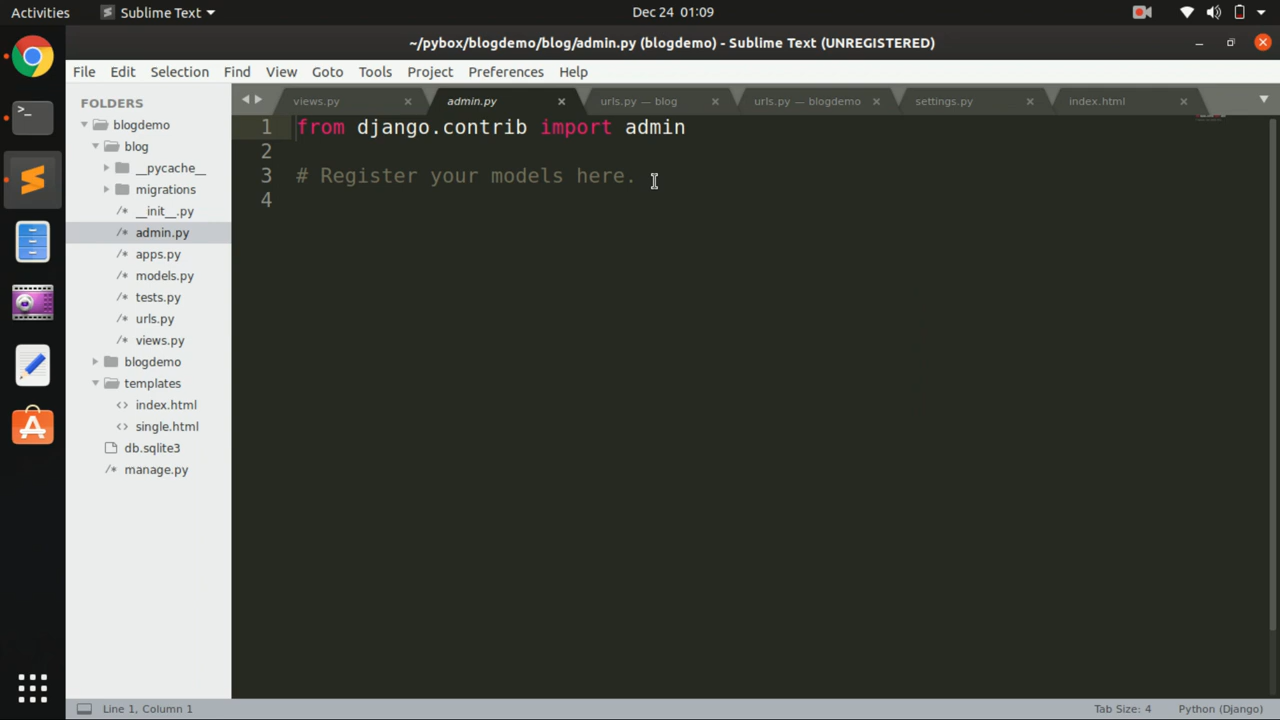 Activities Sublime Text Dec 24 01:09
~/pybox/blogdemo/blog/admin.py (blogdemo) - Sublime Text (UNREGISTERED)
File Edit Selection Find View Goto Tools Project Preferences Help
FOLDERS
blogdemo
blog
__pycache__
migrations
__init__.py
admin.py
apps.py
models.py
tests.py
urls.py
views.py
blogdemo
templates
index.html
single.html
db.sqlite3
manage.py
views.py admin.py urls.py — blog urls.py — blogdemo settings.py index.html
1 from django.contrib import admin
2
3 # Register your models here.
4
Line 1, Column 1 Tab Size: 4 Python (Django)